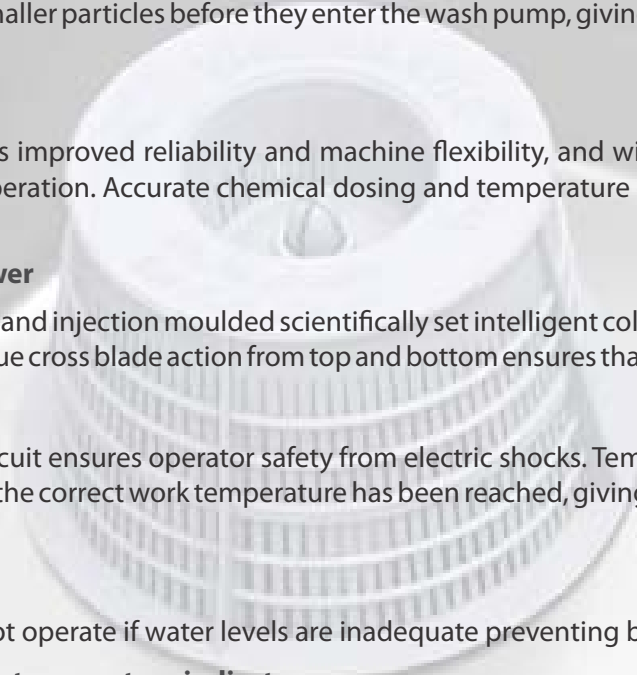 naller particles before they enter the wash pump, givin
s improved reliability and machine flexibility, and wi
peration. Accurate chemical dosing and temperature
ver
and injection moulded scientifically set intelligent col
ue cross blade action from top and bottom ensures tha
cuit ensures operator safety from electric shocks. Tem
the correct work temperature has been reached, giving
ot operate if water levels are inadequate preventing b